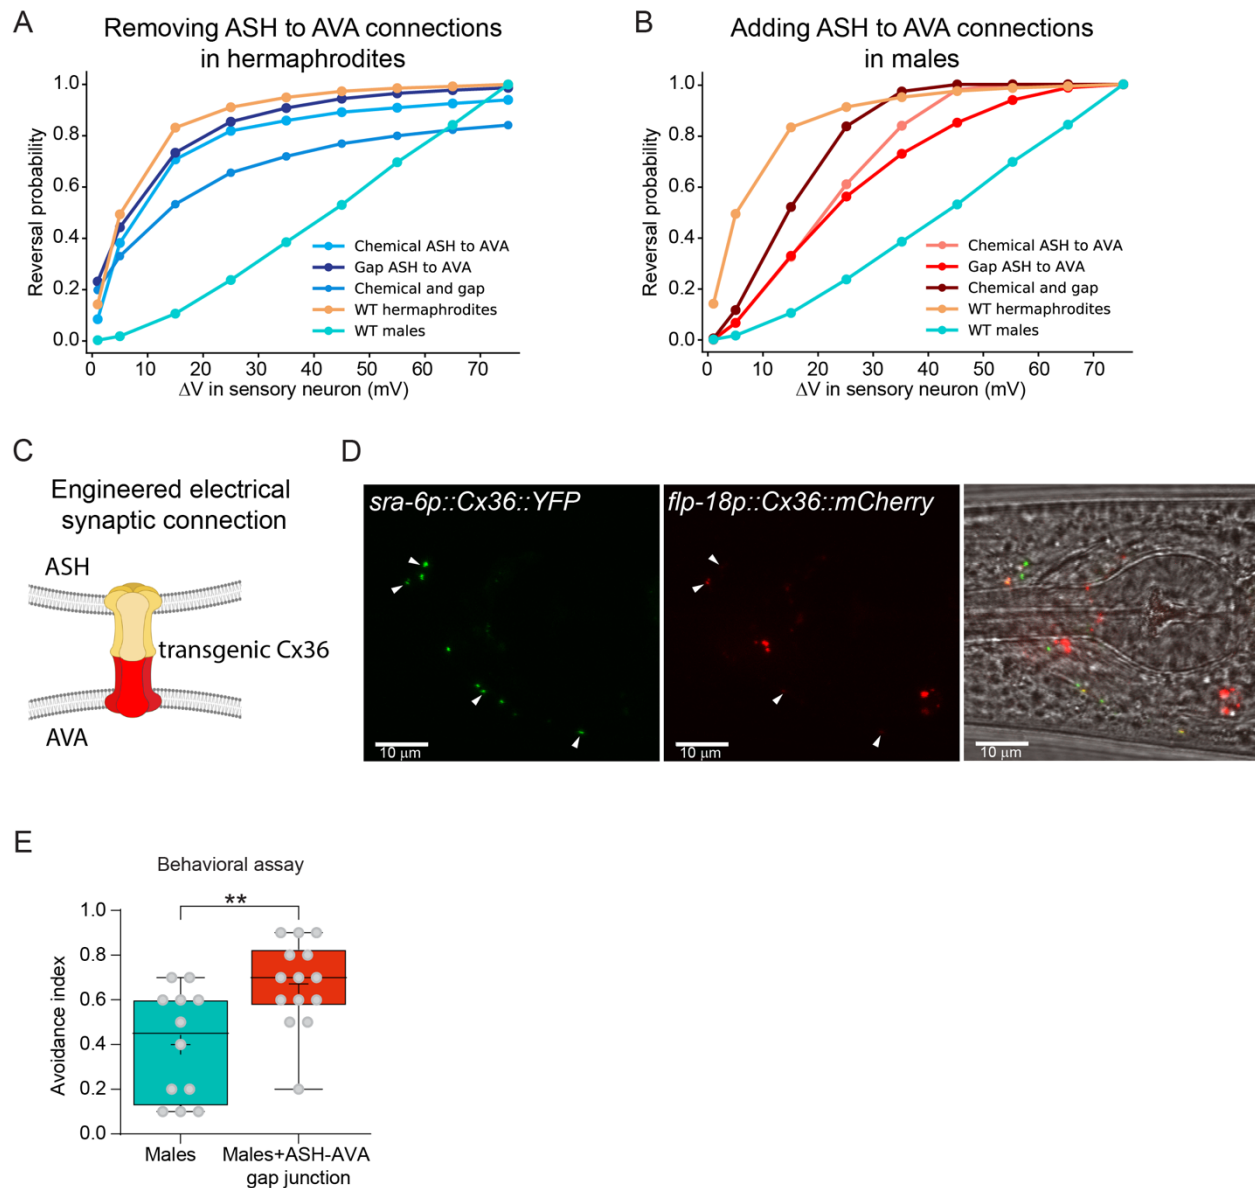 A
Removing ASH to AVA connections
in hermaphrodites
Reversal probability
1.0
0.8
0.6
0.4
0.2
0.0
Chemical ASH to AVA
Gap ASH to AVA
Chemical and gap
WT hermaphrodites
WT males
0 10 20 30 40 50 60 70
ΔV in sensory neuron (mV)
B
Adding ASH to AVA connections
in males
Reversal probability
1.0
0.8
0.6
0.4
0.2
0.0
Chemical ASH to AVA
Gap ASH to AVA
Chemical and gap
WT hermaphrodites
WT males
0 10 20 30 40 50 60 70
ΔV in sensory neuron (mV)
C
Engineered electrical
synaptic connection
ASH
transgenic Cx36
AVA
D
sra-6p::Cx36::YFP
10 µm
flp-18p::Cx36::mCherry
10 µm
10 µm
E
Behavioral assay
**
Avoidance index
1.0
0.8
0.6
0.4
0.2
0.0
Males
Males+ASH-AVA
gap junction